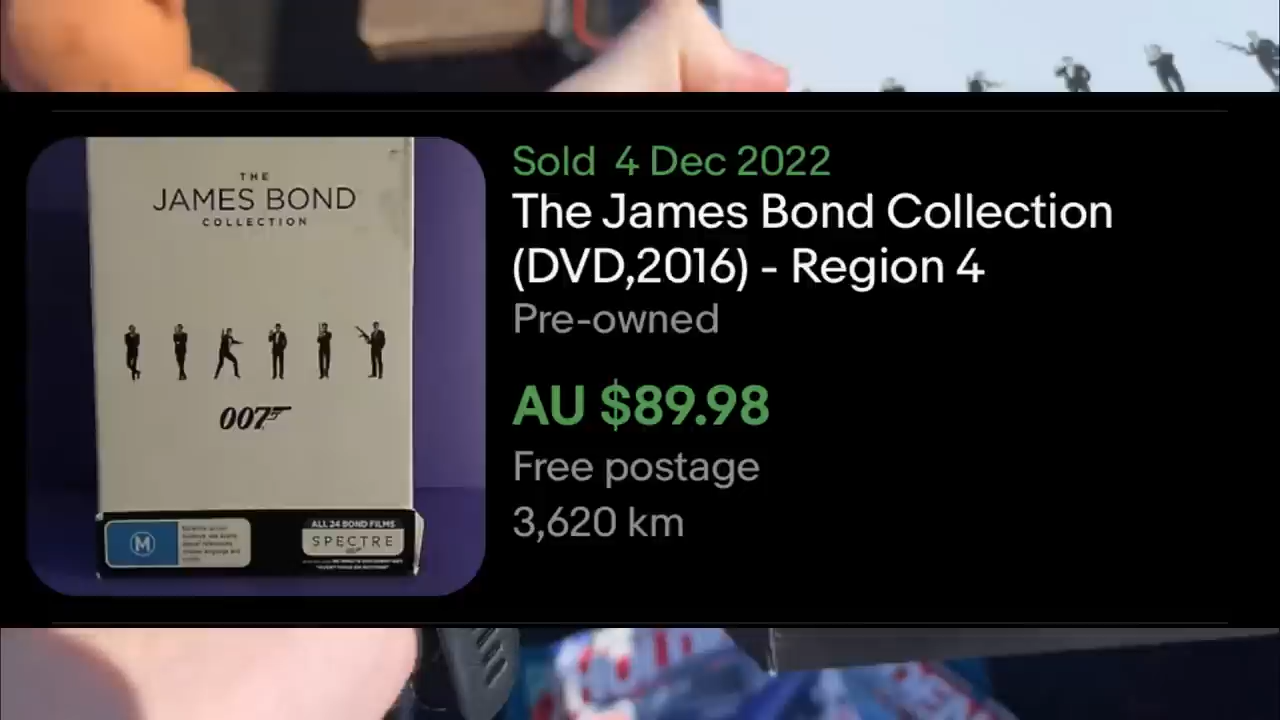 Sold 4 Dec 2022
The James Bond Collection
(DVD,2016) - Region 4
Pre-owned
AU $89.98
Free postage
3,620 km
THE
JAMES BOND
COLLECTION
007
M
ALL 24 BOND FILMS
SPECTRE